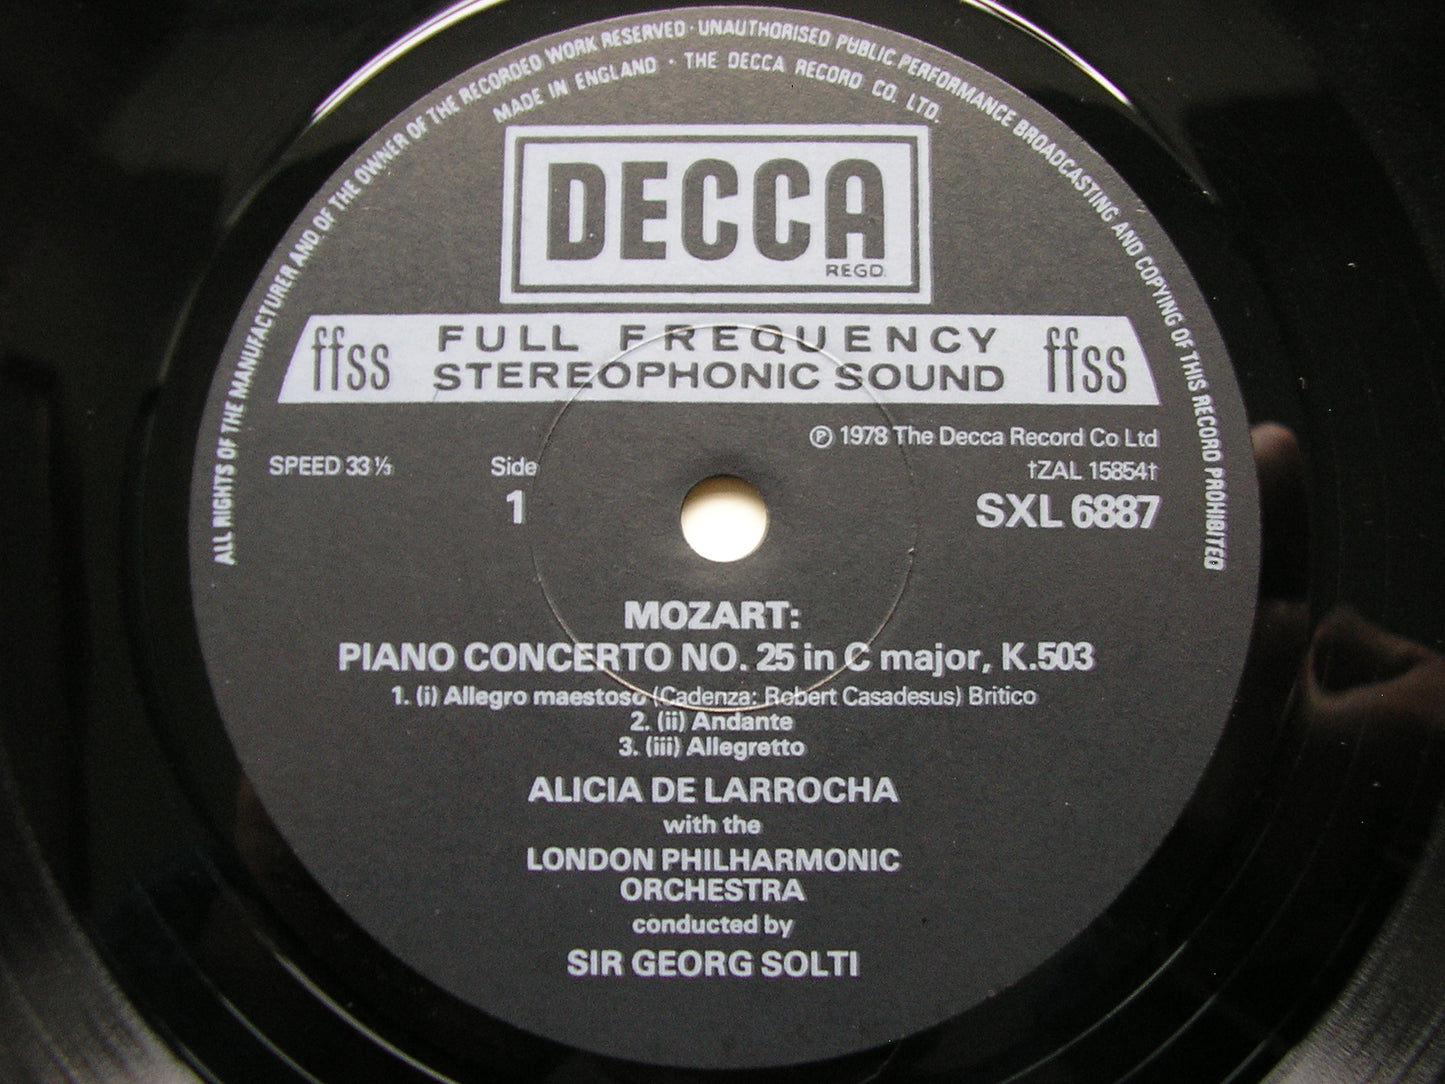 ALL RIGHTS OF THE MANUFACTURER AND OF THE OWNER OF THE RECORDED WORK RESERVED · UNAUTHORISED PUBLIC PERFORMANCE BROADCASTING AND COPYING OF THIS RECORD PROHIBITED
MADE IN ENGLAND · THE DECCA RECORD CO. LTD.
DECCA
REGD.
ffss FULL FREQUENCY ffss
STEREOPHONIC SOUND
℗ 1978 The Decca Record Co Ltd
SPEED 33 ⅓ Side †ZAL 15854†
1 SXL 6887
MOZART:
PIANO CONCERTO NO. 25 in C major, K.503
1. (i) Allegro maestoso (Cadenza: Robert Casadesus) Britico
2. (ii) Andante
3. (iii) Allegretto
ALICIA DE LARROCHA
with the
LONDON PHILHARMONIC
ORCHESTRA
conducted by
SIR GEORG SOLTI